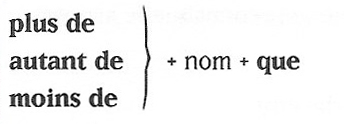 plus de
autant de
moins de
+ nom + que